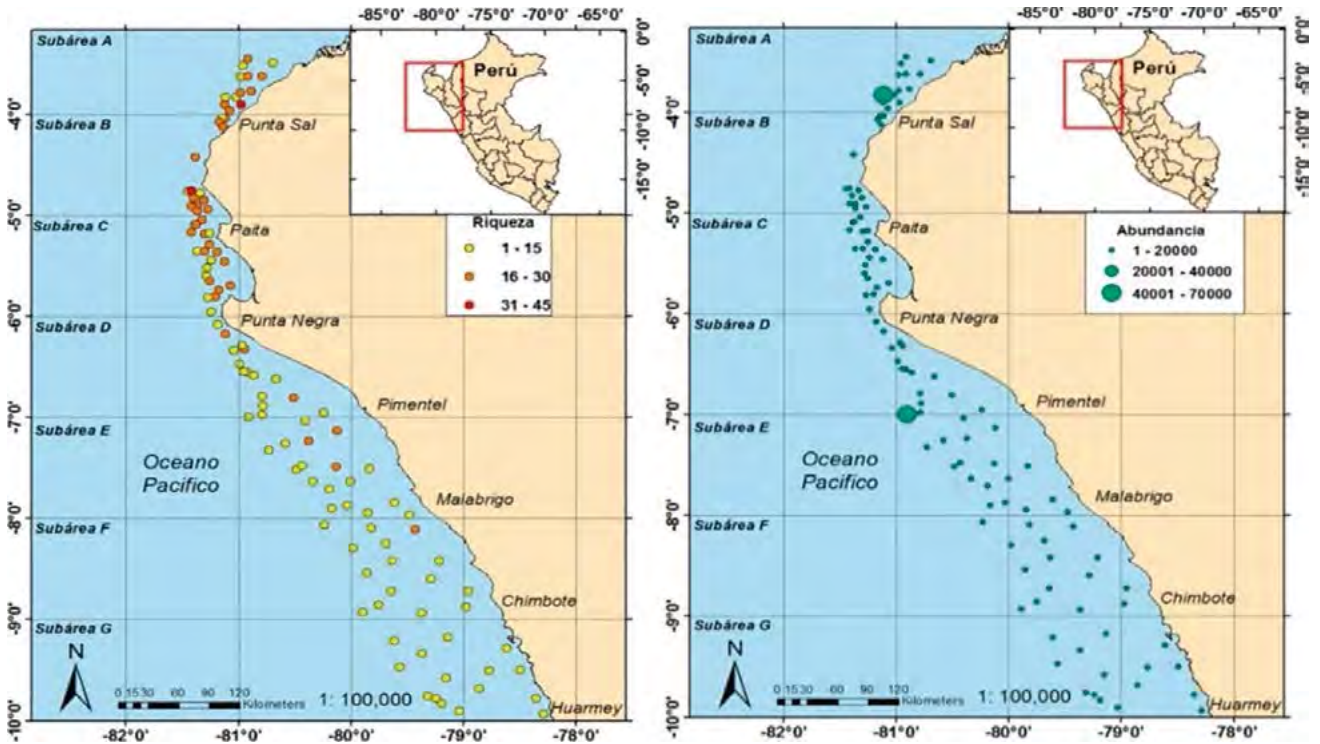 -85°0' -80°0' -75°0' -70°0' -65°0'
Subárea A
Perú
0°0'
-5°0'
-10°0'
-15°0'
-4°0'
Subárea B
Punta Sal
-5°0'
Subárea C
Paita
Riqueza
1 - 15
16 - 30
31 - 45
-6°0'
Subárea D
Punta Negra
Pimentel
-7°0'
Subárea E
Oceano
Pacifico
Malabrigo
-8°0'
Subárea F
Chimbote
-9°0'
Subárea G
N
0 15 30 60 90 120
Kilometers
1: 100,000
Huarmey
-10°0'
-82°0' -81°0' -80°0' -79°0' -78°0'
-85°0' -80°0' -75°0' -70°0' -65°0'
Subárea A
Perú
0°0'
-5°0'
-10°0'
-15°0'
-4°0'
Subárea B
Punta Sal
-5°0'
Subárea C
Paita
Abundancia
1 - 20000
20001 - 40000
40001 - 70000
-6°0'
Subárea D
Punta Negra
Pimentel
-7°0'
Subárea E
Oceano
Pacifico
Malabrigo
-8°0'
Subárea F
Chimbote
-9°0'
Subárea G
N
0 15 30 60 90 120
Kilometers
1: 100,000
Huarmey
-10°0'
-82°0' -81°0' -80°0' -79°0' -78°0'